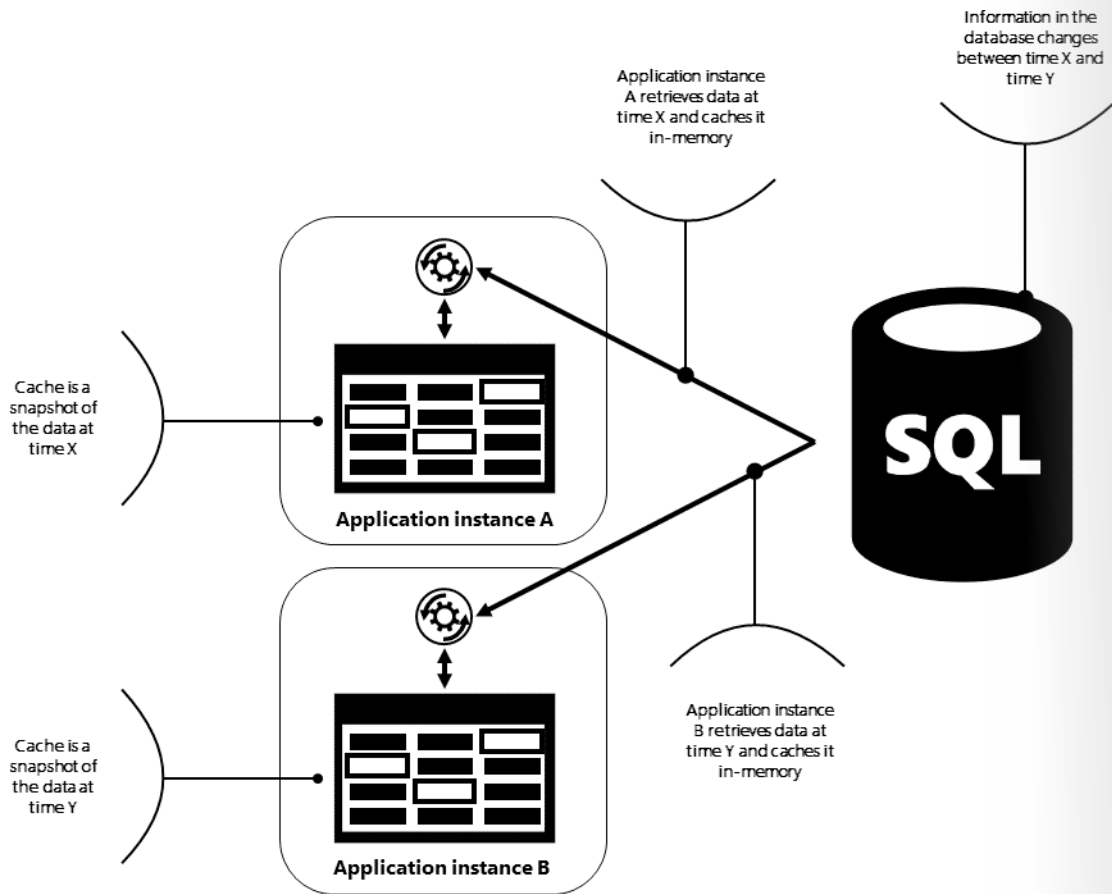 Information in the
database changes
between time X and
time Y
Application instance
A retrieves data at
time X and caches it
in-memory
Cache is a
snapshot of
the data at
time X
SQL
Application instance A
Application instance
B retrieves data at
time Y and caches it
in-memory
Cache is a
snapshot of
the data at
time Y
Application instance B